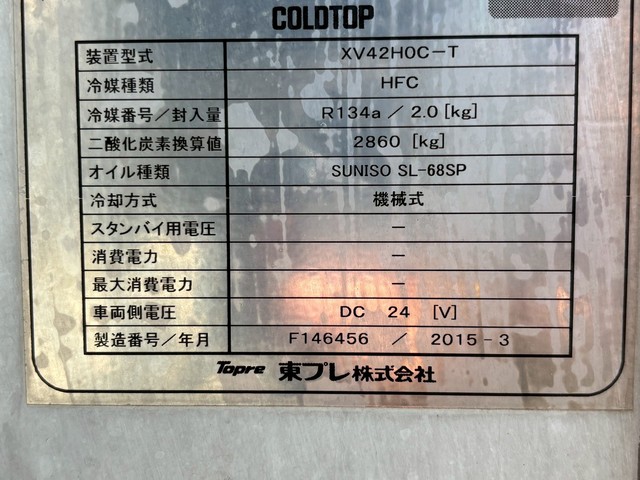 COLDTOP
装置型式 XV42H0C-T
冷媒種類 HFC
冷媒番号/封入量 R134a / 2.0 [kg]
二酸化炭素換算値 2860 [kg]
オイル種類 SUNISO SL-68SP
冷却方式 機械式
スタンバイ用電圧 －
消費電力 －
最大消費電力 －
車両側電圧 DC 24 [V]
製造番号/年月 F146456 / 2015-3
Topre 東プレ株式会社